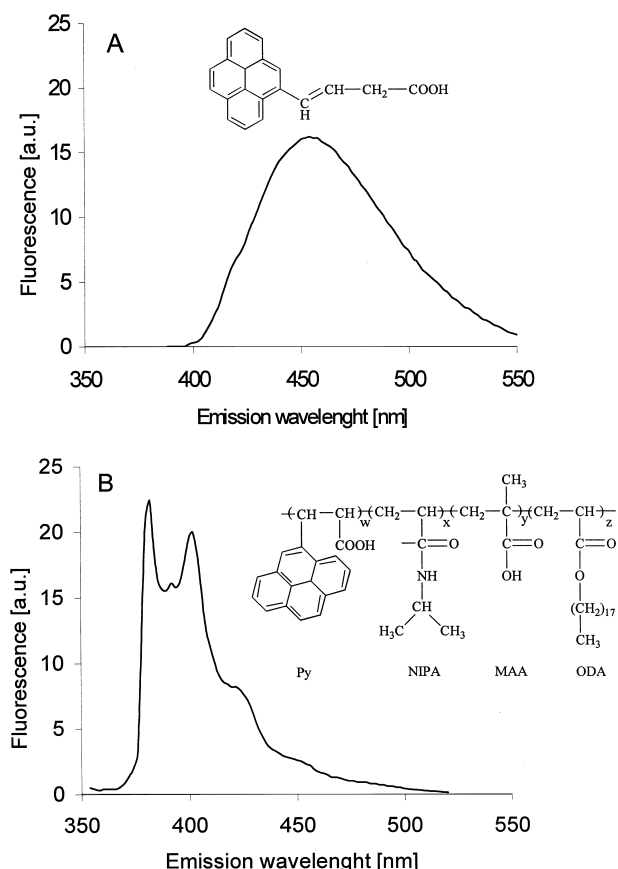 A
25
20
15
10
5
0
Fluorescence [a.u.]
CH—CH₂—COOH
C
H
350 400 450 500 550
Emission wavelenght [nm]
B
25
20
15
10
5
0
Fluorescence [a.u.]
CH₃
(CH CH)w(CH₂ CH)x(CH₂ C)y(CH₂ CH)z
COOH C=O C=O C=O
NH OH O
CH (CH₂)₁₇
H₃C CH₃ CH₃
Py NIPA MAA ODA
350 400 450 500 550
Emission wavelenght [nm]